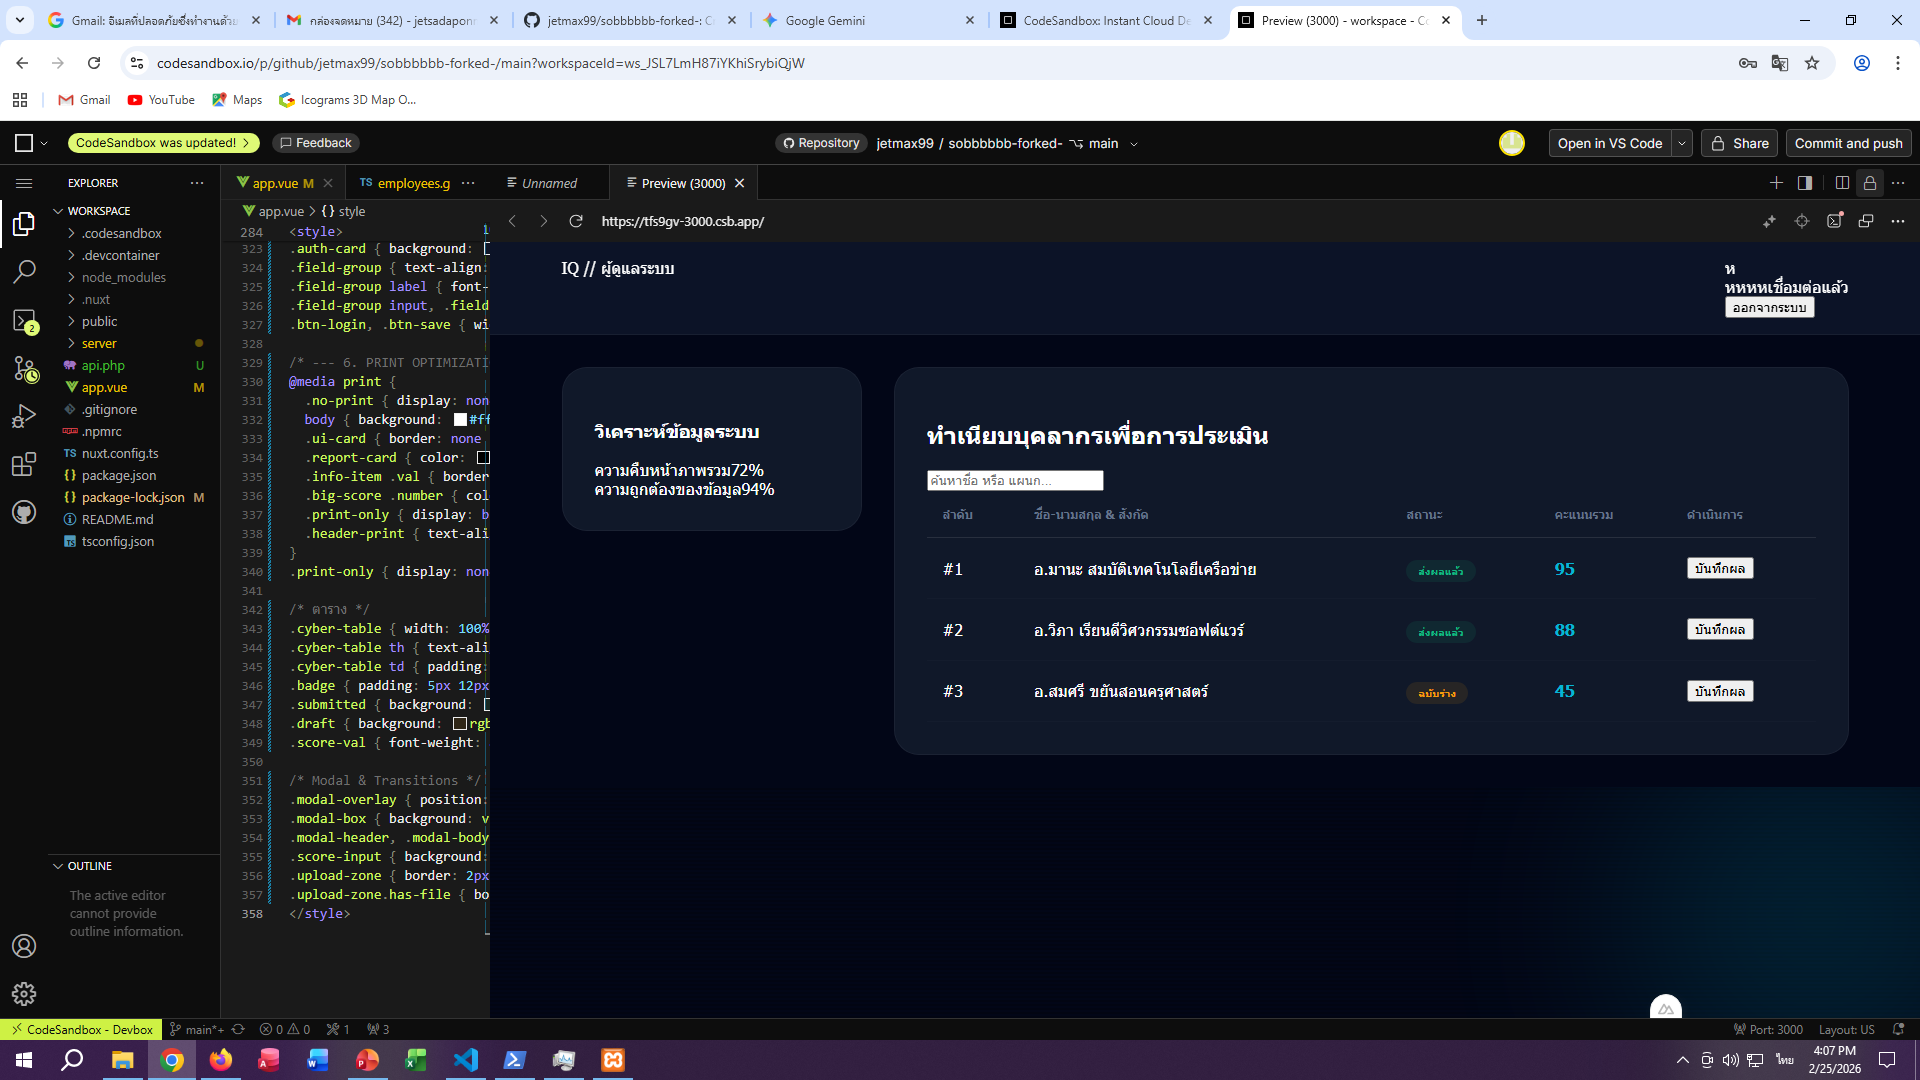 Gmail: อีเมลที่ปลอดภัยซึ่งทำงานด้วย
กล่องจดหมาย (342) - jetsadaponr
jetmax99/sobbbbbb-forked-: Co
Google Gemini
CodeSandbox: Instant Cloud De
Preview (3000) - workspace - Co
codesandbox.io/p/github/jetmax99/sobbbbbb-forked-/main?workspaceId=ws_JSL7LmH87iYKhiSrybiQjW
Gmail
YouTube
Maps
Icograms 3D Map O...
CodeSandbox was updated!
Feedback
Repository
jetmax99 / sobbbbbb-forked-
main
Open in VS Code
Share
Commit and push
EXPLORER
WORKSPACE
.codesandbox
.devcontainer
node_modules
.nuxt
public
server
api.php U
app.vue M
.gitignore
.npmrc
nuxt.config.ts
package.json
package-lock.json M
README.md
tsconfig.json
2
OUTLINE
The active editor
cannot provide
outline information.
app.vue M
TS employees.g
Unnamed
Preview (3000)
app.vue > {} style
284 <style>
323 .auth-card { background:
324 .field-group { text-align:
325 .field-group label { font-
326 .field-group input, .field
327 .btn-login, .btn-save { wi
328
329 /* --- 6. PRINT OPTIMIZATI
330 @media print {
331 .no-print { display: non
332 body { background: #ff
333 .ui-card { border: none
334 .report-card { color:
335 .info-item .val { border
336 .big-score .number { col
337 .print-only { display: b
338 .header-print { text-ali
339 }
340 .print-only { display: non
341
342 /* ตาราง */
343 .cyber-table { width: 100%
344 .cyber-table th { text-ali
345 .cyber-table td { padding:
346 .badge { padding: 5px 12px
347 .submitted { background:
348 .draft { background: rgb
349 .score-val { font-weight:
350
351 /* Modal & Transitions */
352 .modal-overlay { position:
353 .modal-box { background: v
354 .modal-header, .modal-body
355 .score-input { background:
356 .upload-zone { border: 2px
357 .upload-zone.has-file { bo
358 </style>
https://tfs9gv-3000.csb.app/
IQ // ผู้ดูแลระบบ
ห
หหหหเชื่อมต่อแล้ว
ออกจากระบบ
วิเคราะห์ข้อมูลระบบ
ความคืบหน้าภาพรวม72%
ความถูกต้องของข้อมูล94%
ทำเนียบบุคลากรเพื่อการประเมิน
ค้นหาชื่อ หรือ แผนก...
ลำดับ ชื่อ-นามสกุล & สังกัด สถานะ คะแนนรวม ดำเนินการ
#1 อ.มานะ สมบัติเทคโนโลยีเครือข่าย ส่งผลแล้ว 95 บันทึกผล
#2 อ.วิภา เรียนดีวิศวกรรมซอฟต์แวร์ ส่งผลแล้ว 88 บันทึกผล
#3 อ.สมศรี ขยันสอนครุศาสตร์ ฉบับร่าง 45 บันทึกผล
CodeSandbox - Devbox
main*+
0 0
1
3
Port: 3000
Layout: US
ไทย
4:07 PM
2/25/2026